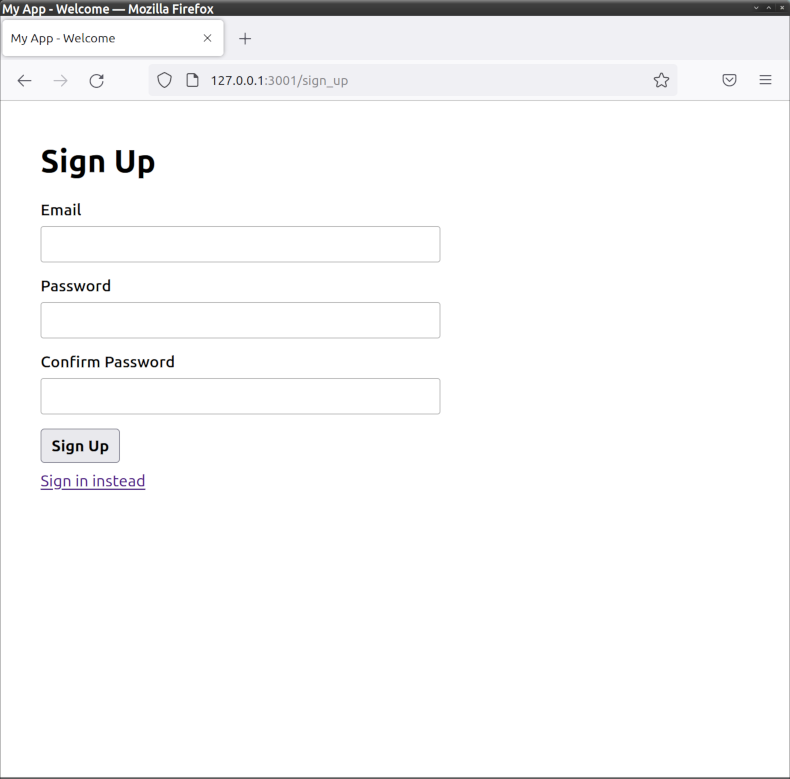 My App - Welcome — Mozilla Firefox
My App - Welcome
127.0.0.1:3001/sign_up
Sign Up
Email
Password
Confirm Password
Sign Up
Sign in instead